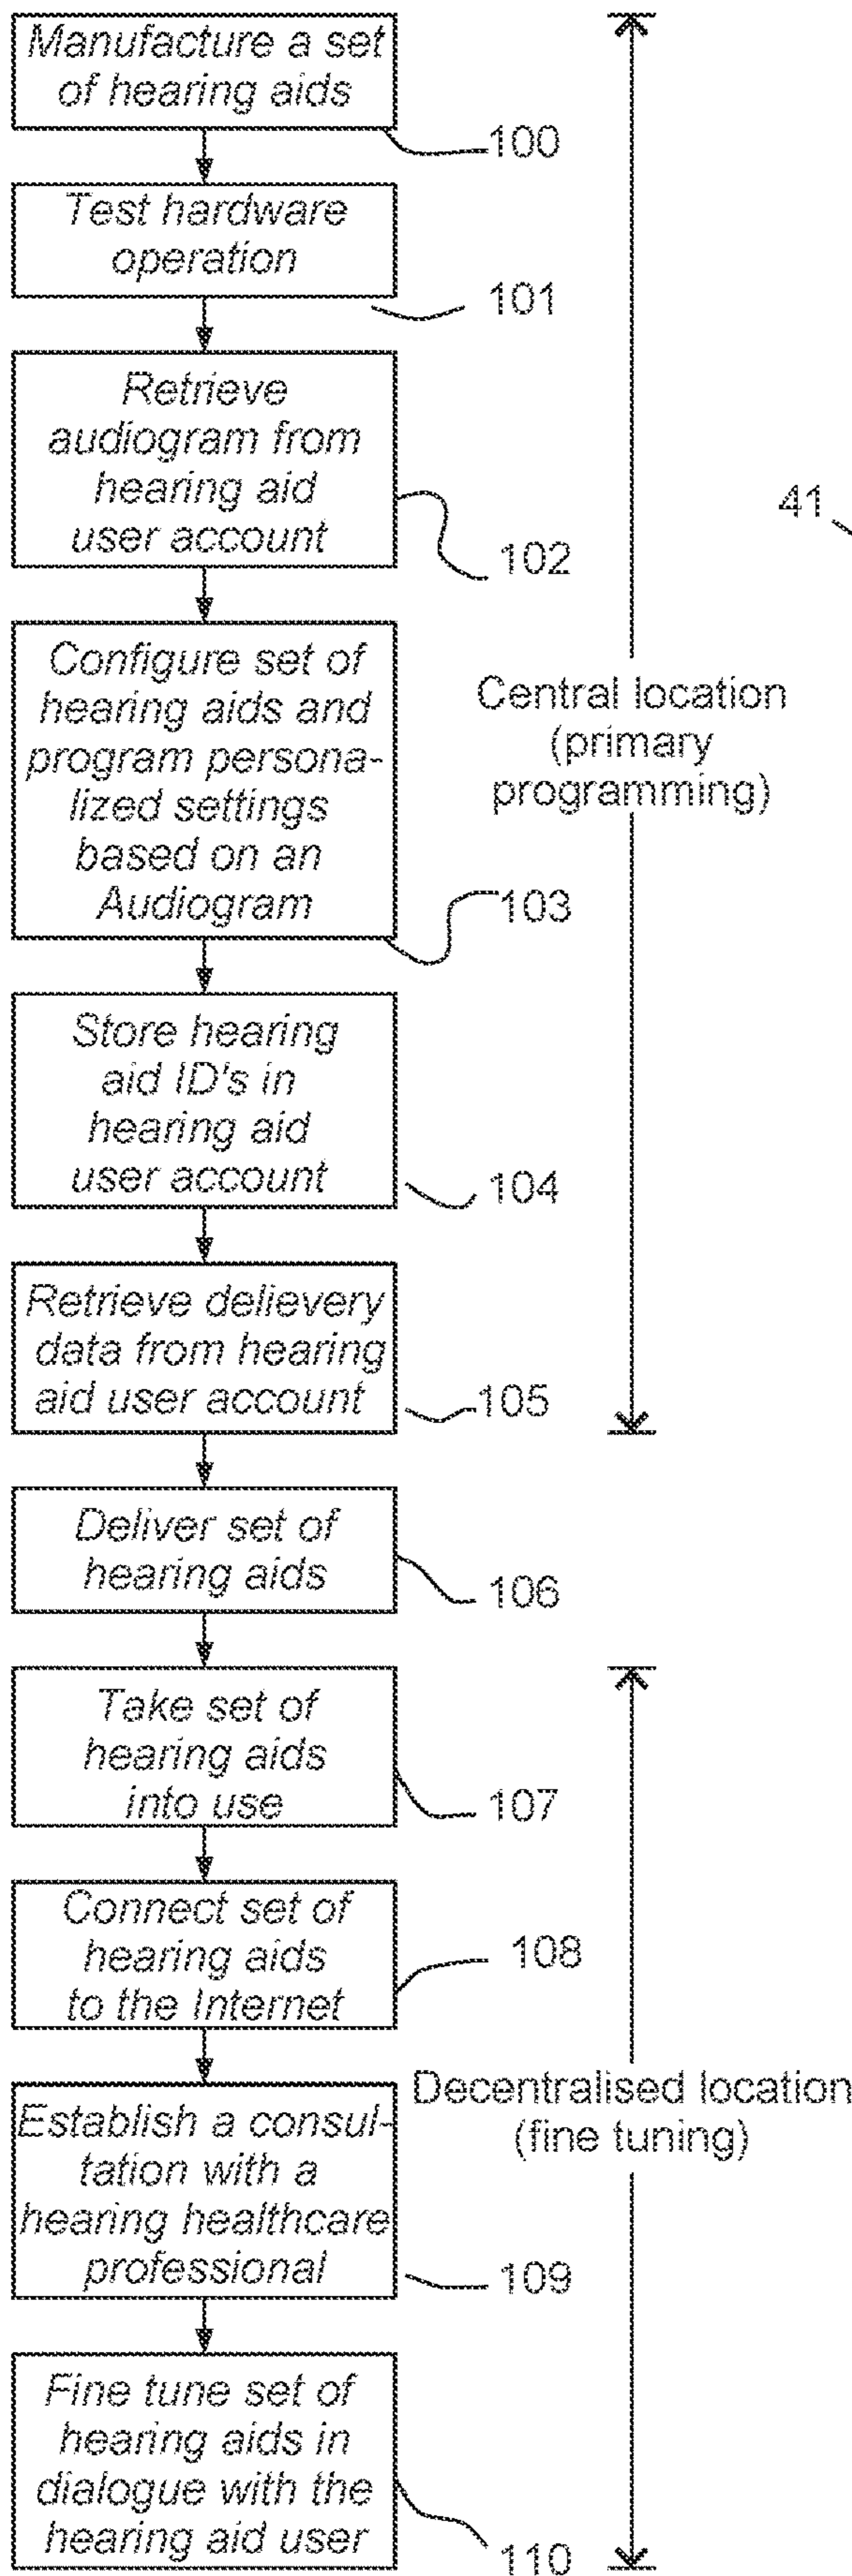 Manufacture a set
of hearing aids
100
Test hardware
operation
101
Retrieve
audiogram from
hearing aid
user account
102
41
Configure set of
hearing aids and
program persona-
lized settings
based on an
Audiogram
103
Central location
(primary
programming)
Store hearing
aid ID's in
hearing aid
user account
104
Retrieve delievery
data from hearing
aid user account
105
Deliver set of
hearing aids
106
Take set of
hearing aids
into use
107
Connect set of
hearing aids
to the Internet
108
Decentralised location
(fine tuning)
Establish a consul-
tation with a
hearing healthcare
professional
109
Fine tune set of
hearing aids in
dialogue with the
hearing aid user
110